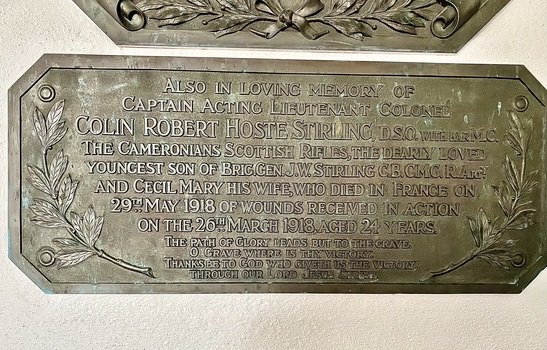 ALSO IN LOVING MEMORY OF
CAPTAIN ACTING LIEUTENANT COLONEL
COLIN ROBERT HOSTE STIRLING, D.S.O. WITH BAR M.C.
THE CAMERONIANS SCOTTISH RIFLES, THE DEARLY LOVED
YOUNGEST SON OF BRIG. GEN. J.W. STIRLING C.B. C.M.G. (R.ART)
AND CECIL MARY HIS WIFE, WHO DIED IN FRANCE ON
29TH MAY 1918 OF WOUNDS RECEIVED IN ACTION
ON THE 26TH MARCH 1918, AGED 24 YEARS.
THE PATH OF GLORY LEADS BUT TO THE GRAVE.
O. GRAVE WHERE IS THY VICTORY.
THANKS BE TO GOD WHO GIVETH US THE VICTORY.
THROUGH OUR LORD JESUS CHRIST.